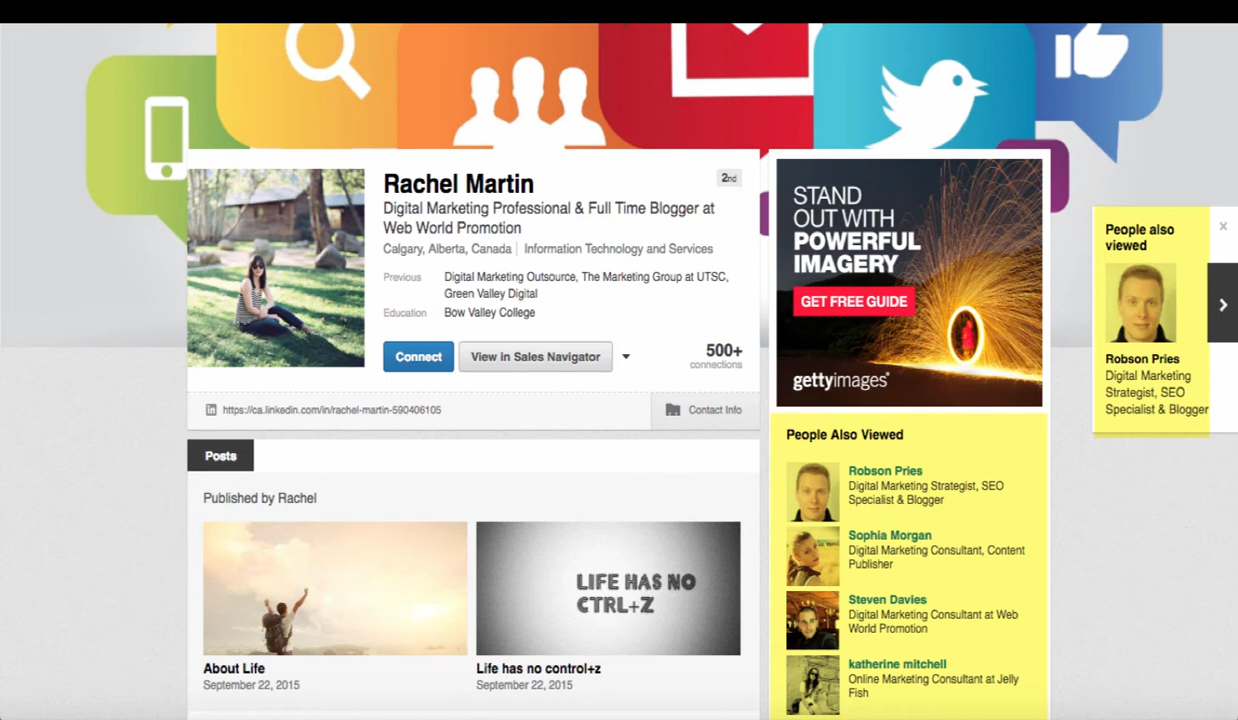 Rachel Martin
2nd
Digital Marketing Professional & Full Time Blogger at
Web World Promotion
Calgary, Alberta, Canada | Information Technology and Services
Previous Digital Marketing Outsource, The Marketing Group at UTSC,
Green Valley Digital
Education Bow Valley College
Connect
View in Sales Navigator
500+
connections
in https://ca.linkedin.com/in/rachel-martin-590406105
Contact Info
Posts
Published by Rachel
LIFE HAS NO
CTRL+Z
About Life
September 22, 2015
Life has no control+z
September 22, 2015
STAND
OUT WITH
POWERFUL
IMAGERY
GET FREE GUIDE
gettyimages®
People Also Viewed
Robson Pries
Digital Marketing Strategist, SEO
Specialist & Blogger
Sophia Morgan
Digital Marketing Consultant, Content
Publisher
Steven Davies
Digital Marketing Consultant at Web
World Promotion
katherine mitchell
Online Marketing Consultant at Jelly
Fish
People also
viewed
Robson Pries
Digital Marketing
Strategist, SEO
Specialist & Blogger